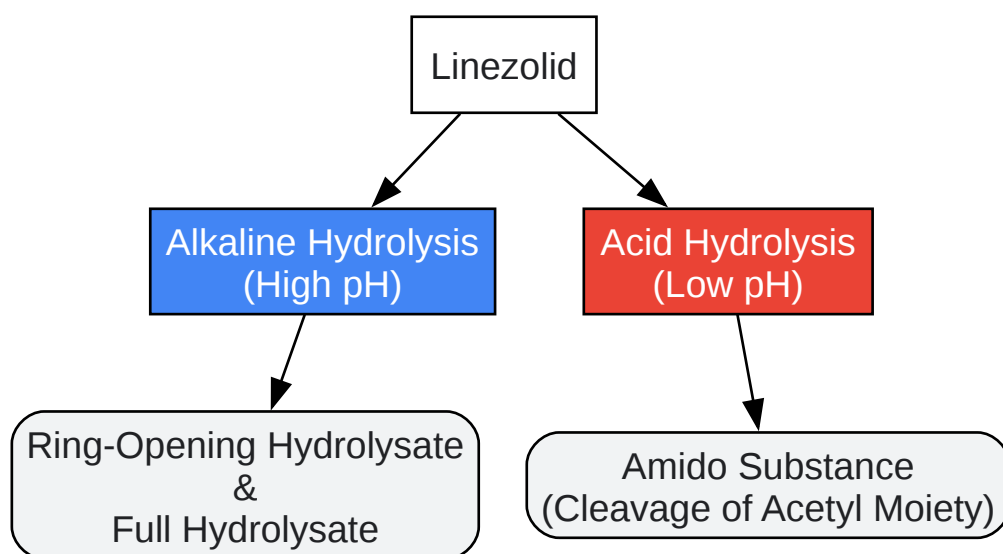 Linezolid
Alkaline Hydrolysis
(High pH)
Acid Hydrolysis
(Low pH)
Ring-Opening Hydrolysate
&
Full Hydrolysate
Amido Substance
(Cleavage of Acetyl Moiety)